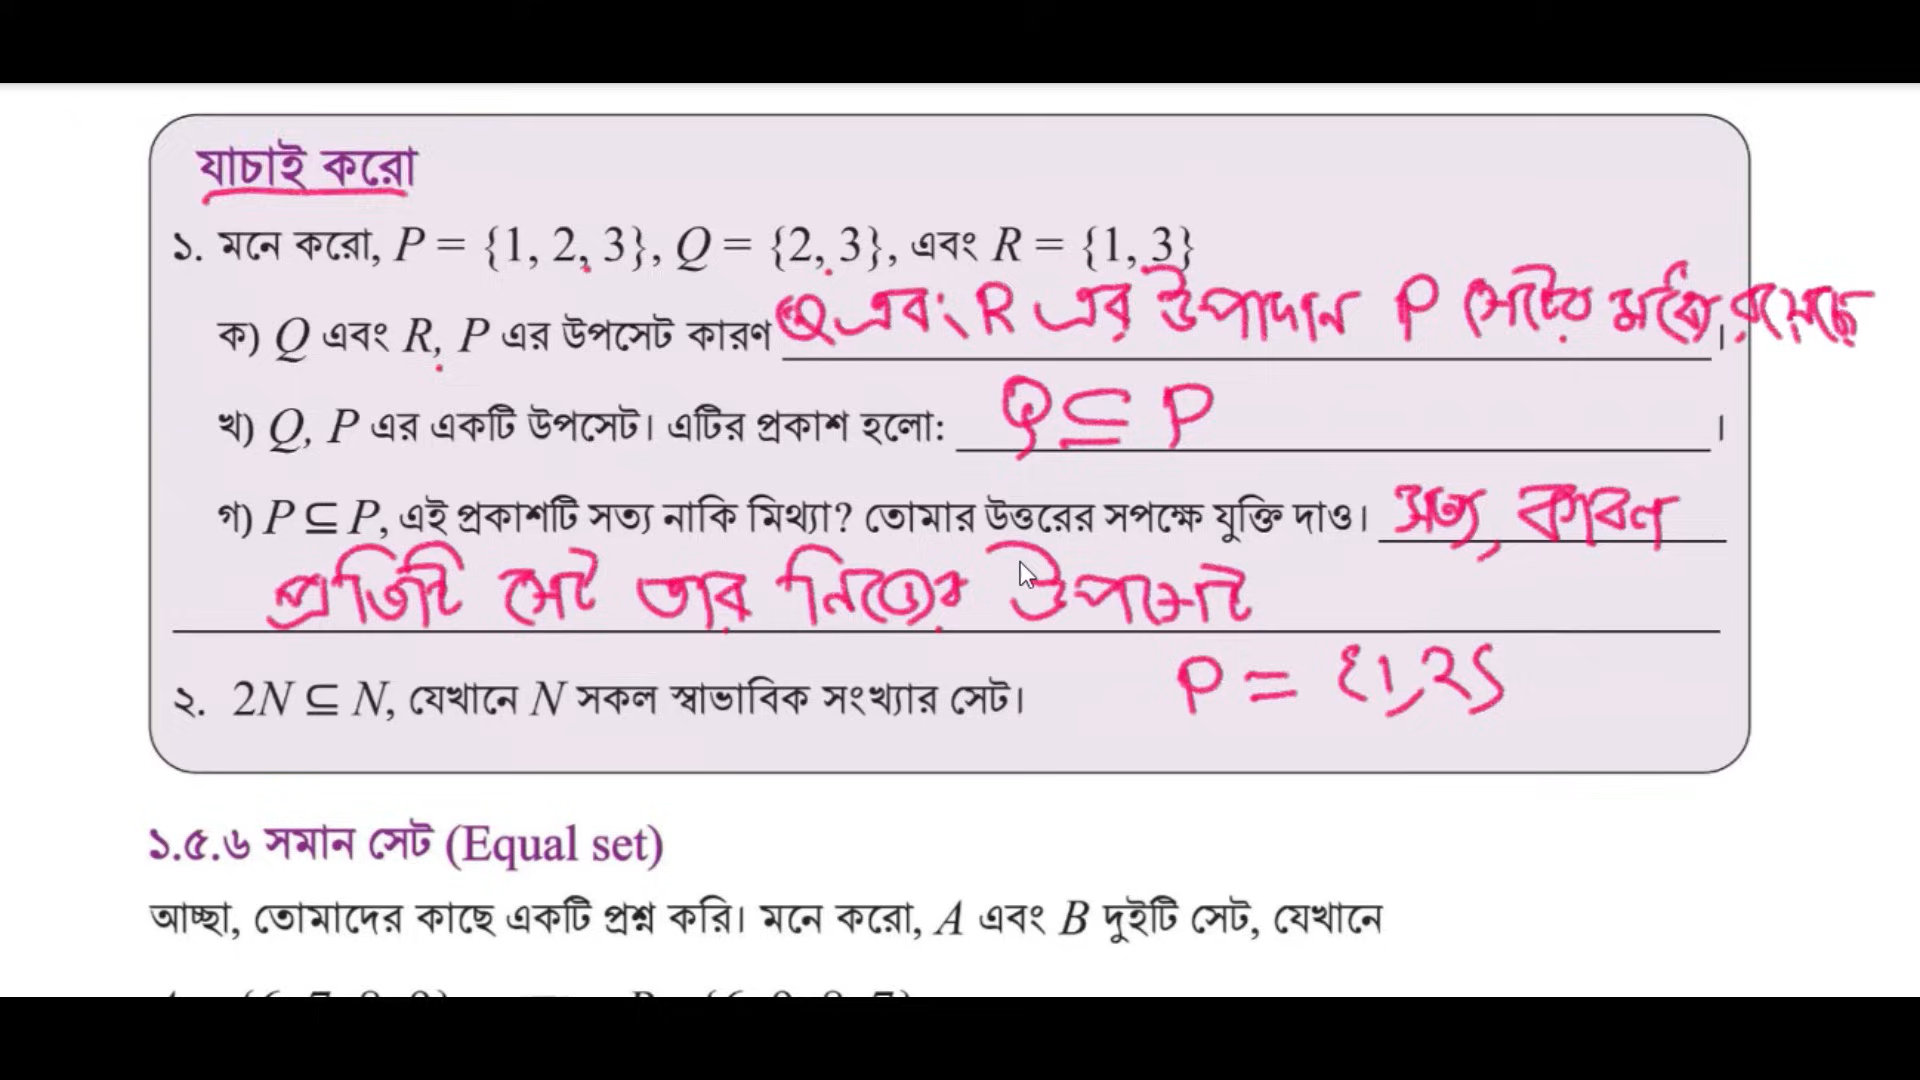 যাচাই করো
১. মনে করো, P = {1, 2, 3}, Q = {2, 3}, এবং R = {1, 3}
ক) Q এবং R, P এর উপসেট কারণ Q এবং R এর উপাদান P সেটের মধ্যে রয়েছে।
খ) Q, P এর একটি উপসেট। এটির প্রকাশ হলো: Q ⊆ P ।
গ) P ⊆ P, এই প্রকাশটি সত্য নাকি মিথ্যা? তোমার উত্তরের সপক্ষে যুক্তি দাও। সত্য, কারণ
প্রতিটি সেট তার নিজের উপসেট
P = {1,2}
২. 2N ⊆ N, যেখানে N সকল স্বাভাবিক সংখ্যার সেট।
১.৫.৬ সমান সেট (Equal set)
আচ্ছা, তোমাদের কাছে একটি প্রশ্ন করি। মনে করো, A এবং B দুইটি সেট, যেখানে